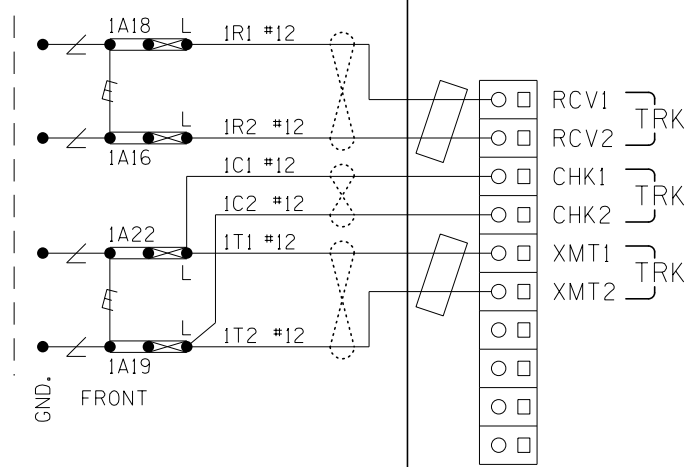 1A18 L 1R1 #12
RCV1
TRK
E
L 1R2 #12
RCV2
1A16
1C1 #12
CHK1
TRK
1C2 #12
CHK2
1A22
1T1 #12
XMT1
L
TRK
E
XMT2
L 1T2 #12
1A19
GND.
FRONT